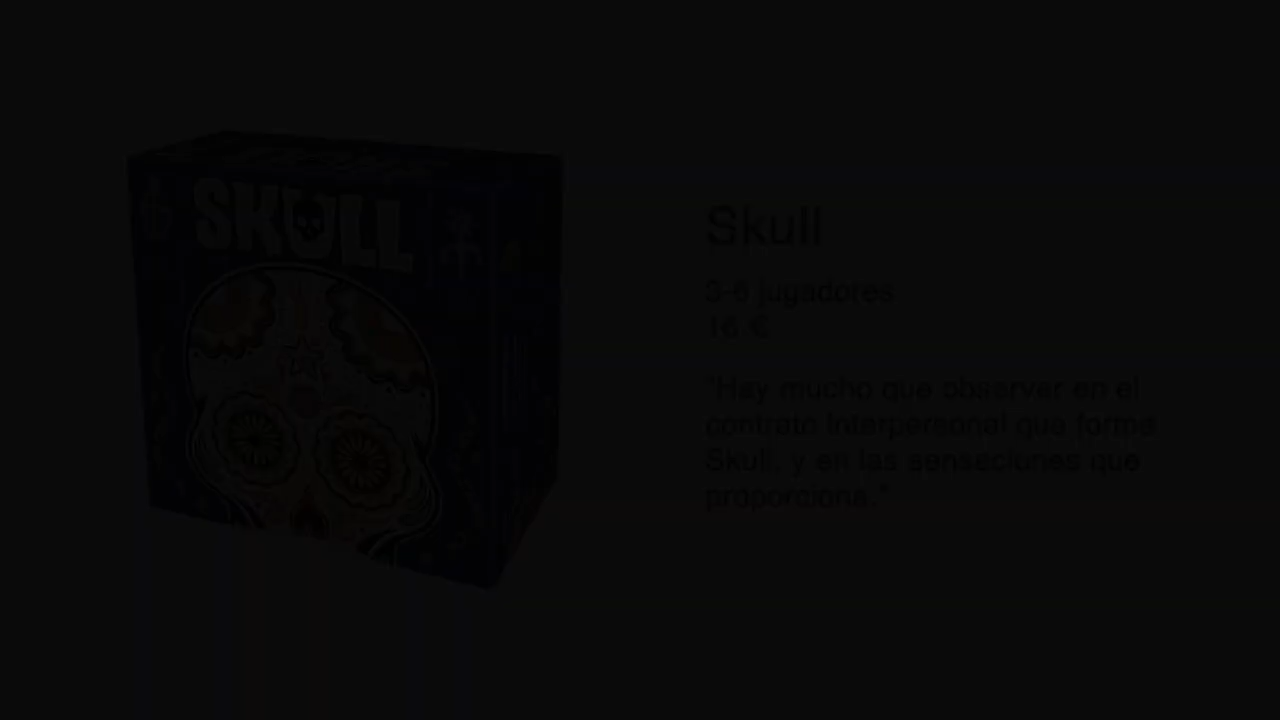 SKULL
Skull
3-6 jugadores
16 €
"Hay mucho que observar en el
contrato interpersonal que forma
Skull, y en las sensaciones que
proporciona."